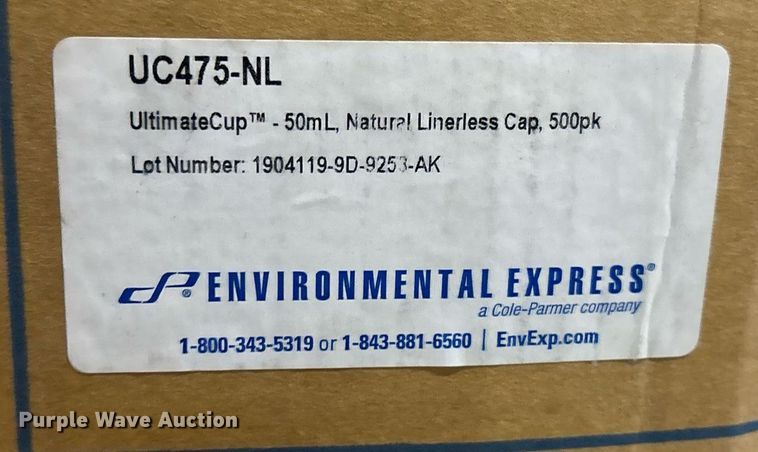 UC475-NL
UltimateCup™ - 50mL, Natural Linerless Cap, 500pk
Lot Number: 1904119-9D-9253-AK
ENVIRONMENTAL EXPRESS®
a Cole-Parmer company
1-800-343-5319 or 1-843-881-6560 | EnvExp.com
Purple Wave Auction